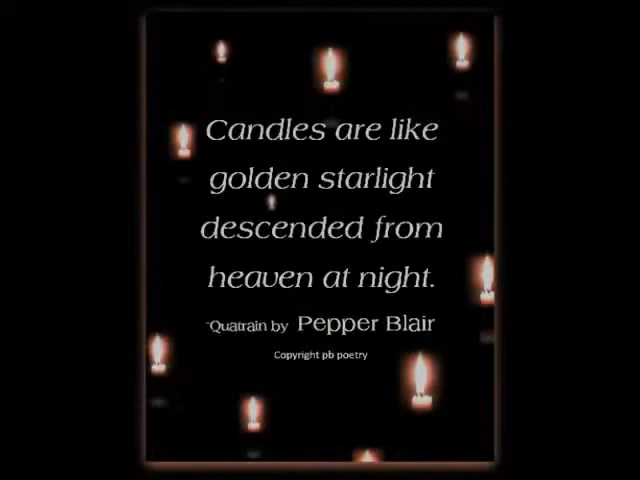 Candles are like
golden starlight
descended from
heaven at night.
~Quatrain by Pepper Blair
Copyright pb poetry